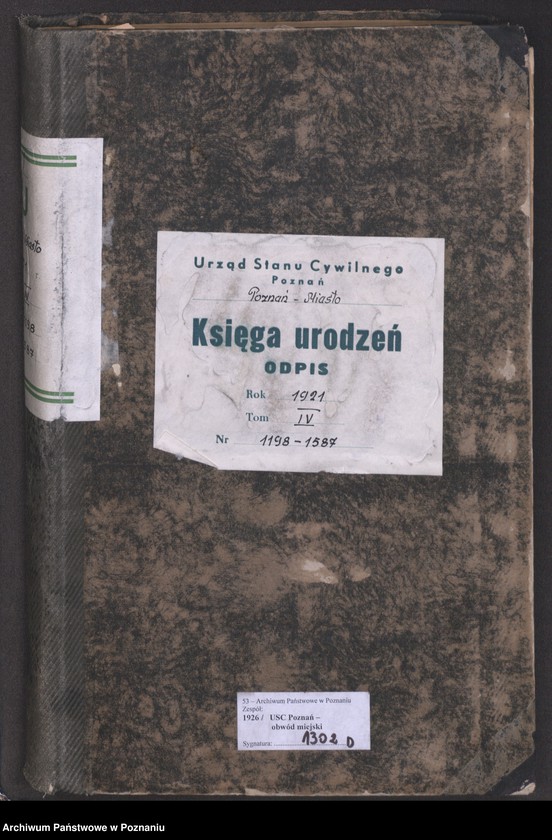 U
Urząd Stanu Cywilnego
Poznań
Poznań - Miasto
Księga urodzeń
ODPIS
Rok 1921
Tom IV
Nr 1198-1587
53 – Archiwum Państwowe w Poznaniu
Zespół:
1926 / USC Poznań –
obwód miejski
Sygnatura: 1302 D
Archiwum Państwowe w Poznaniu